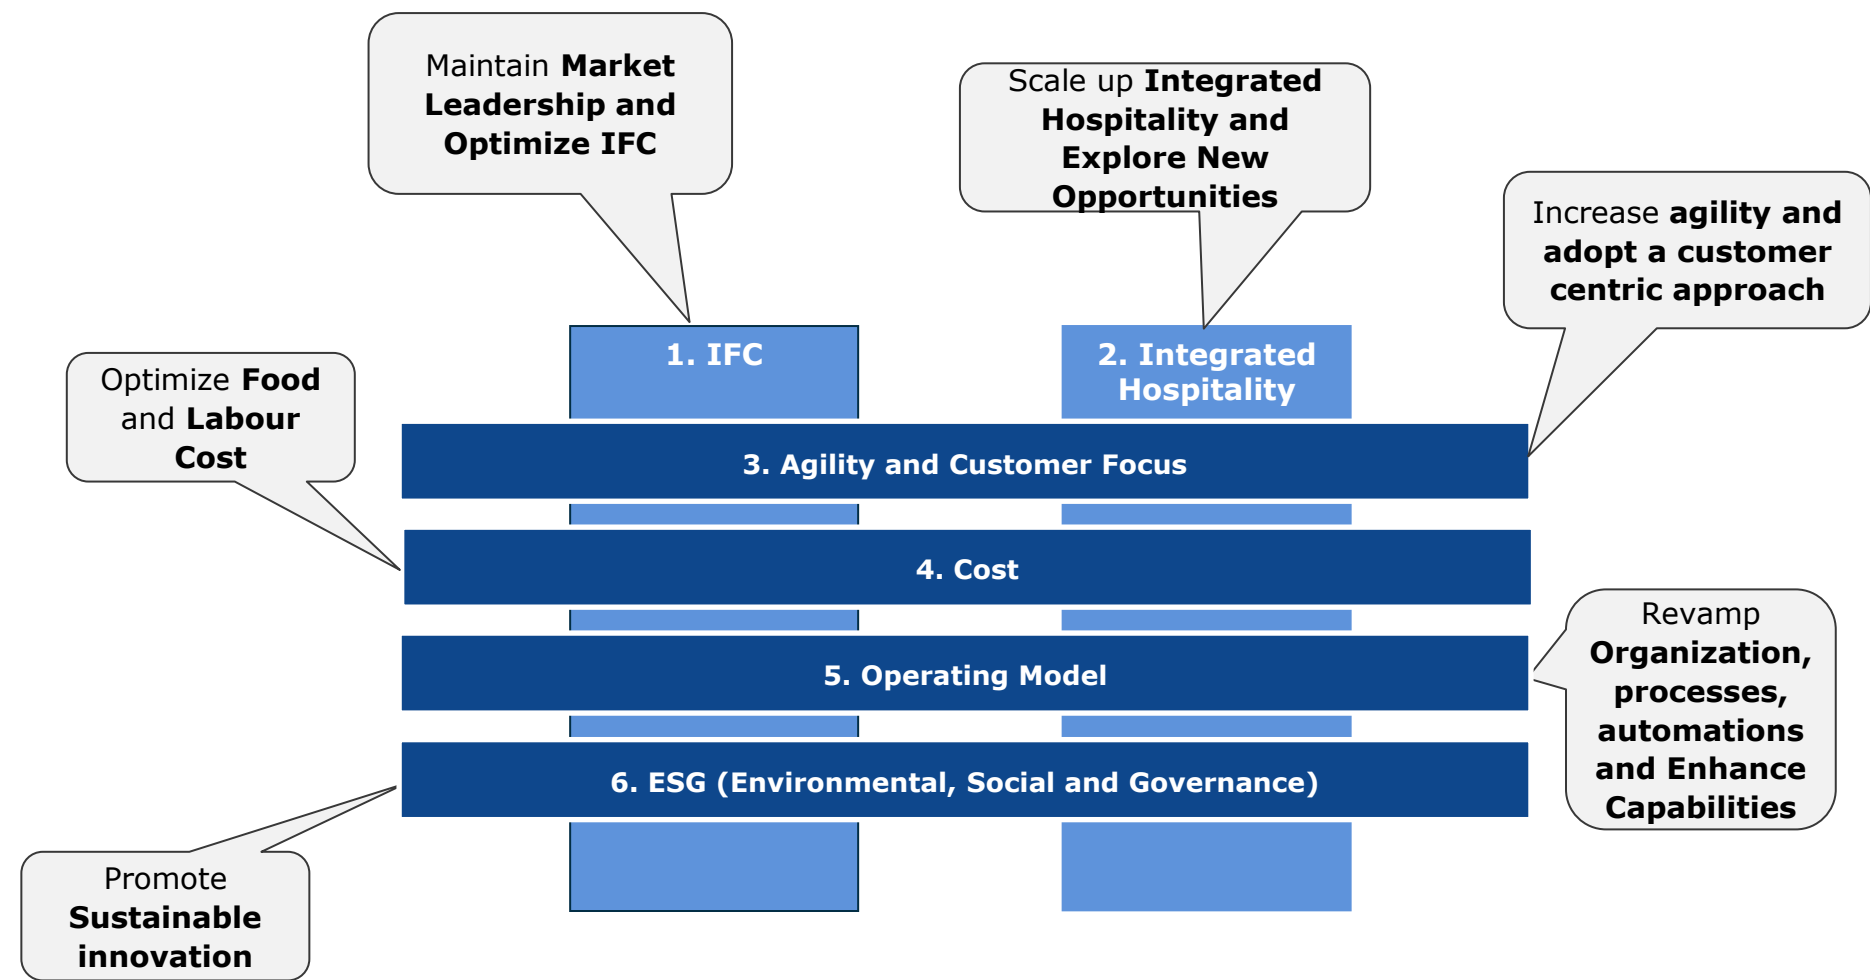 Maintain Market
Leadership and
Optimize IFC
Scale up Integrated
Hospitality and
Explore New
Opportunities
Increase agility and
adopt a customer
centric approach
1. IFC
2. Integrated
Hospitality
Optimize Food
and Labour
Cost
3. Agility and Customer Focus
4. Cost
5. Operating Model
Revamp
Organization,
processes,
automations
and Enhance
Capabilities
6. ESG (Environmental, Social and Governance)
Promote
Sustainable
innovation